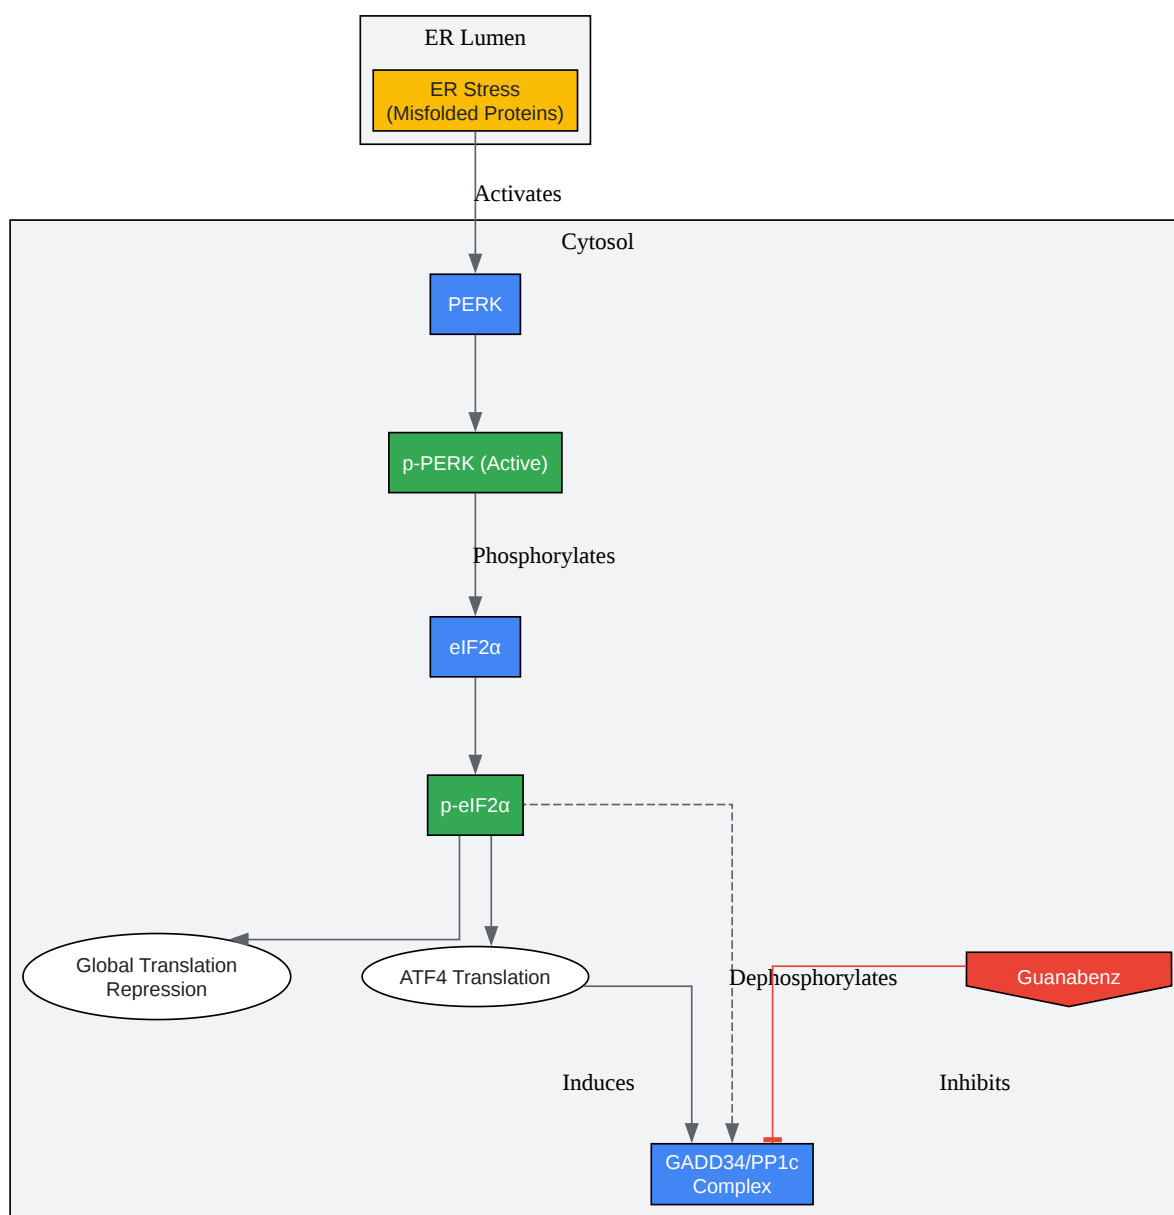 ER Lumen
ER Stress
(Misfolded Proteins)
Activates
Cytosol
PERK
p-PERK (Active)
Phosphorylates
eIF2α
p-eIF2α
Global Translation
Repression
ATF4 Translation
Dephosphorylates
Guanabenz
Induces
Inhibits
GADD34/PP1c
Complex